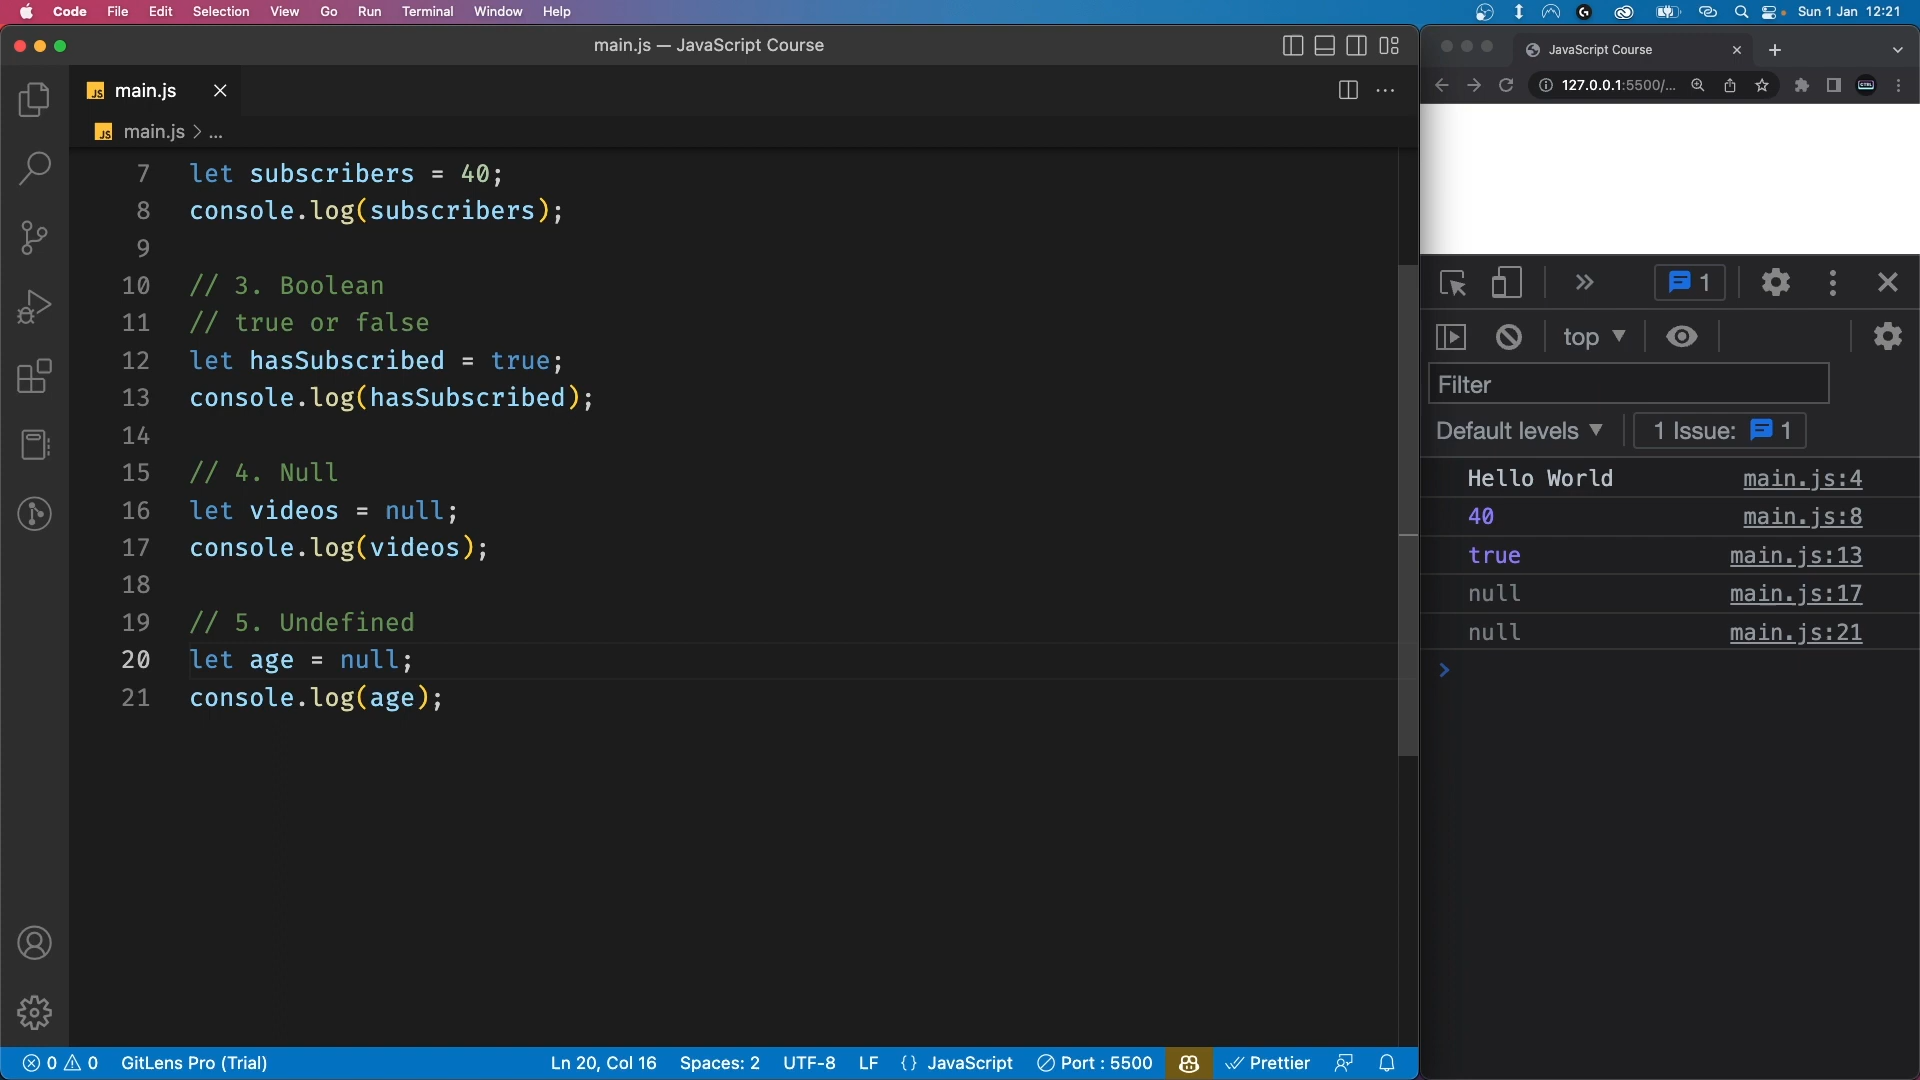 Code File Edit Selection View Go Run Terminal Window Help
Sun 1 Jan 12:21
main.js — JavaScript Course
JS main.js
JS main.js > ...
7 let subscribers = 40;
8 console.log(subscribers);
9
10 // 3. Boolean
11 // true or false
12 let hasSubscribed = true;
13 console.log(hasSubscribed);
14
15 // 4. Null
16 let videos = null;
17 console.log(videos);
18
19 // 5. Undefined
20 let age = null;
21 console.log(age);
0 0 GitLens Pro (Trial) Ln 20, Col 16 Spaces: 2 UTF-8 LF {} JavaScript Port : 5500 Prettier
JavaScript Course
127.0.0.1:5500/...
1
top
Filter
Default levels 1 Issue: 1
Hello World main.js:4
40 main.js:8
true main.js:13
null main.js:17
null main.js:21